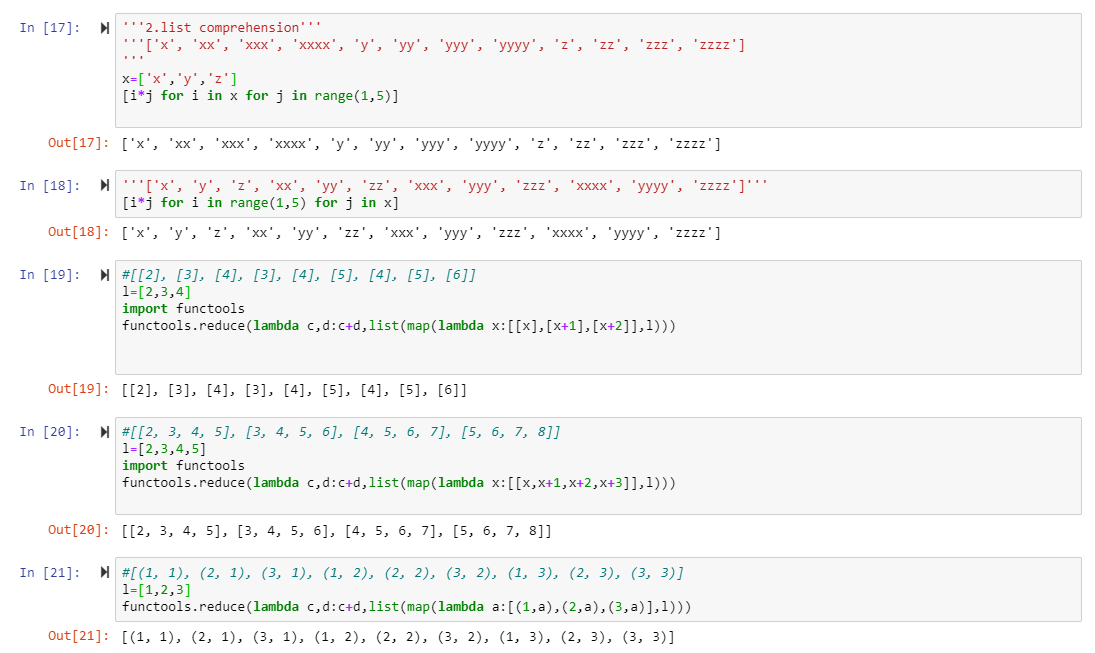 In [17]: '''2.list comprehension'''
'''['x', 'xx', 'xxx', 'xxxx', 'y', 'yy', 'yyy', 'yyyy', 'z', 'zz', 'zzz', 'zzzz']
'''
x=['x','y','z']
[i*j for i in x for j in range(1,5)]
Out[17]: ['x', 'xx', 'xxx', 'xxxx', 'y', 'yy', 'yyy', 'yyyy', 'z', 'zz', 'zzz', 'zzzz']
In [18]: '''['x', 'y', 'z', 'xx', 'yy', 'zz', 'xxx', 'yyy', 'zzz', 'xxxx', 'yyyy', 'zzzz']'''
[i*j for i in range(1,5) for j in x]
Out[18]: ['x', 'y', 'z', 'xx', 'yy', 'zz', 'xxx', 'yyy', 'zzz', 'xxxx', 'yyyy', 'zzzz']
In [19]: #[[2], [3], [4], [3], [4], [5], [4], [5], [6]]
l=[2,3,4]
import functools
functools.reduce(lambda c,d:c+d,list(map(lambda x:[[x],[x+1],[x+2]],l)))
Out[19]: [[2], [3], [4], [3], [4], [5], [4], [5], [6]]
In [20]: #[[2, 3, 4, 5], [3, 4, 5, 6], [4, 5, 6, 7], [5, 6, 7, 8]]
l=[2,3,4,5]
import functools
functools.reduce(lambda c,d:c+d,list(map(lambda x:[[x,x+1,x+2,x+3]],l)))
Out[20]: [[2, 3, 4, 5], [3, 4, 5, 6], [4, 5, 6, 7], [5, 6, 7, 8]]
In [21]: #[(1, 1), (2, 1), (3, 1), (1, 2), (2, 2), (3, 2), (1, 3), (2, 3), (3, 3)]
l=[1,2,3]
functools.reduce(lambda c,d:c+d,list(map(lambda a:[(1,a),(2,a),(3,a)],l)))
Out[21]: [(1, 1), (2, 1), (3, 1), (1, 2), (2, 2), (3, 2), (1, 3), (2, 3), (3, 3)]